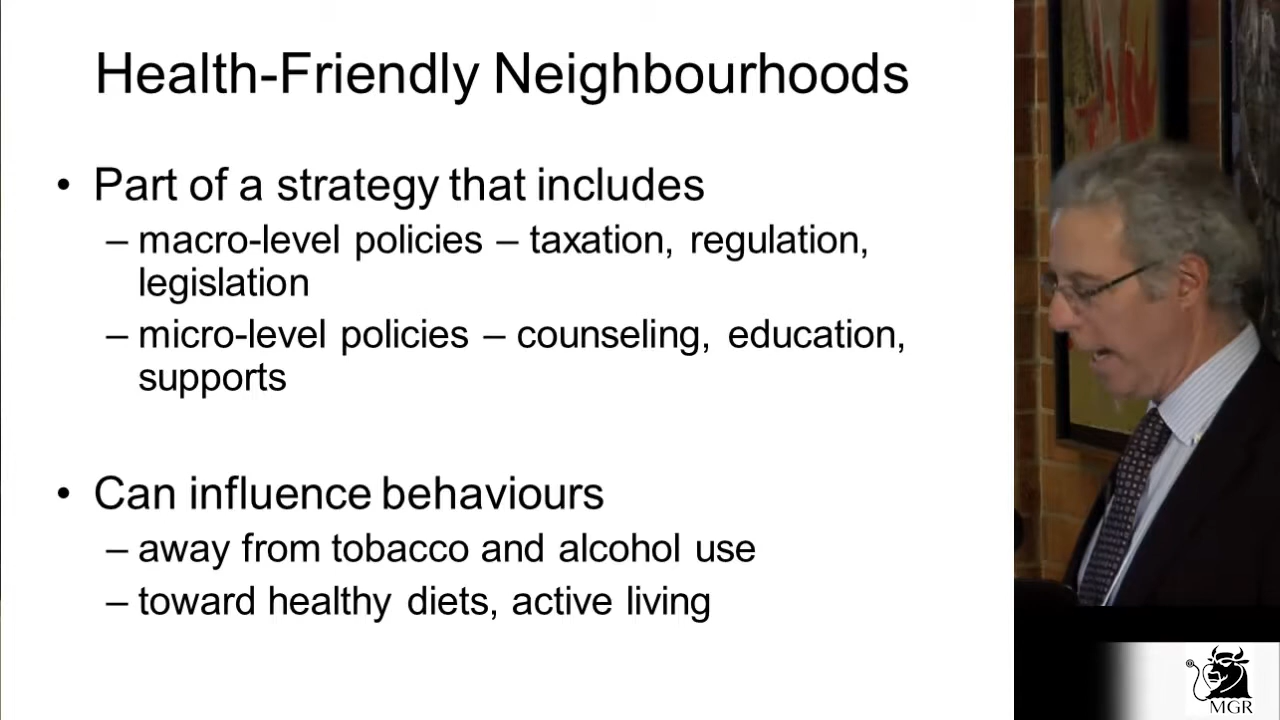 Health-Friendly Neighbourhoods
• Part of a strategy that includes
– macro-level policies – taxation, regulation,
legislation
– micro-level policies – counseling, education,
supports
• Can influence behaviours
– away from tobacco and alcohol use
– toward healthy diets, active living
MGR